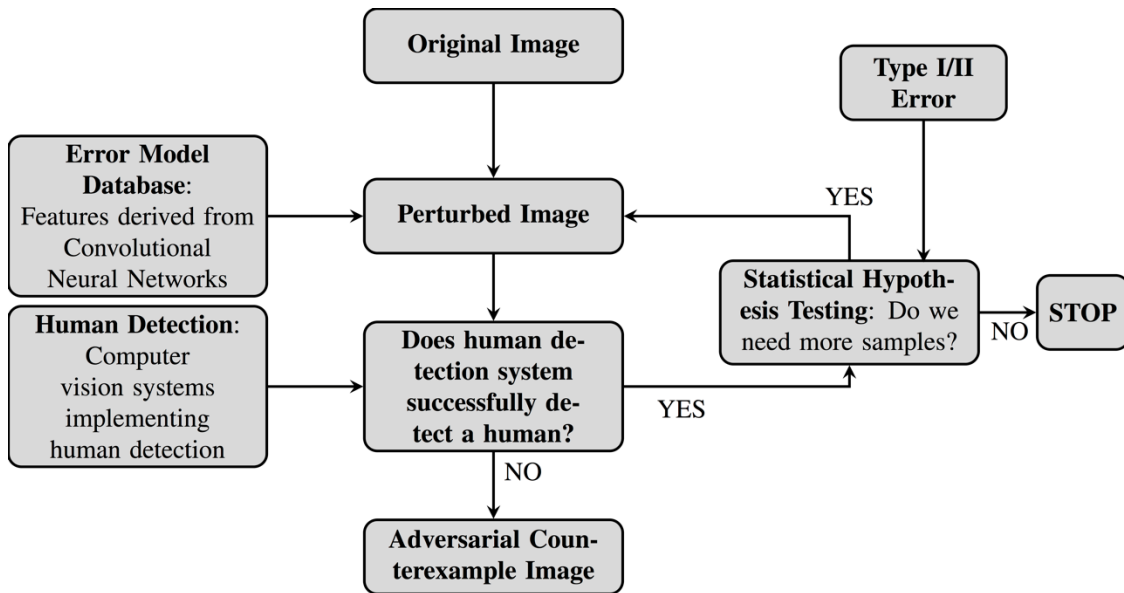 Original Image
Type I/II
Error
Error Model
Database:
Features derived from
Convolutional
Neural Networks
Perturbed Image
YES
Statistical Hypoth-
esis Testing: Do we
need more samples?
STOP
NO
Human Detection:
Computer
vision systems
implementing
human detection
Does human de-
tection system
successfully de-
tect a human?
YES
NO
Adversarial Coun-
terexample Image